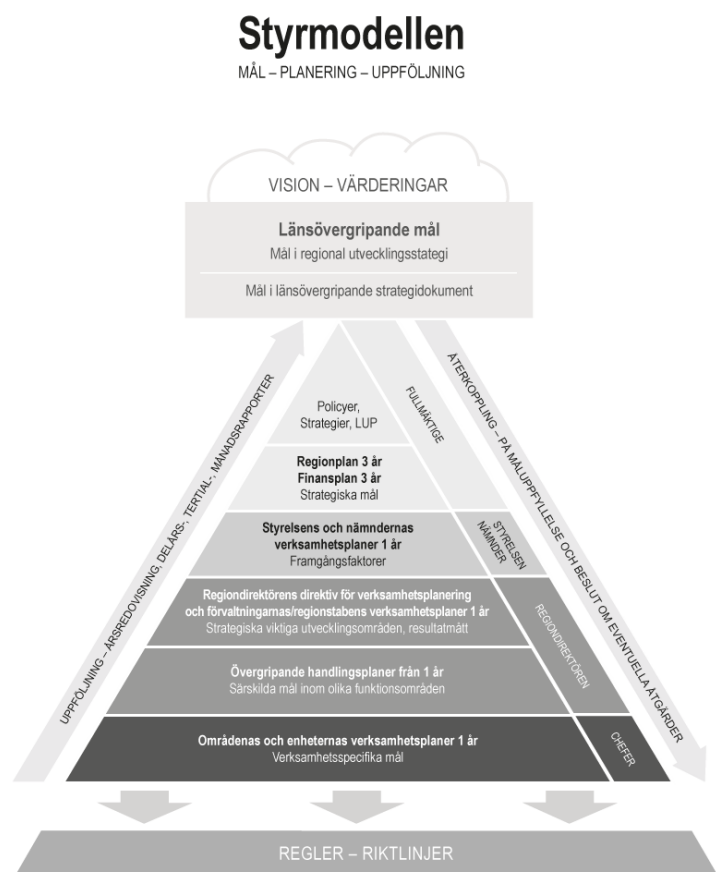 Styrmodellen
MÅL – PLANERING – UPPFÖLJNING
VISION – VÄRDERINGAR
Länsövergripande mål
Mål i regional utvecklingsstategi
Mål i länsövergripande strategidokument
UPPFÖLJNING – ÅRSREDOVISNING, DELÅRS-, TERTIAL-, MÅNADSRAPPORTER
Policyer,
Strategier, LUP
FULLMÄKTIGE
ÅTERKOPPLING – PÅ MÅLUPPFYLLELSE OCH BESLUT OM EVENTUELLA ÅTGÄRDER
Regionplan 3 år
Finansplan 3 år
Strategiska mål
Styrelsens och nämndernas
verksamhetsplaner 1 år
Framgångsfaktorer
STYRELSEN
NÄMNDER
Regiondirektörens direktiv för verksamhetsplanering
och förvaltningarnas/regionstabens verksamhetsplaner 1 år
Strategiska viktiga utvecklingsområden, resultatmått
REGIONDIREKTÖREN
Övergripande handlingsplaner från 1 år
Särskilda mål inom olika funktionsområden
Områdenas och enheternas verksamhetsplaner 1 år
Verksamhetsspecifika mål
CHEFER
REGLER – RIKTLINJER